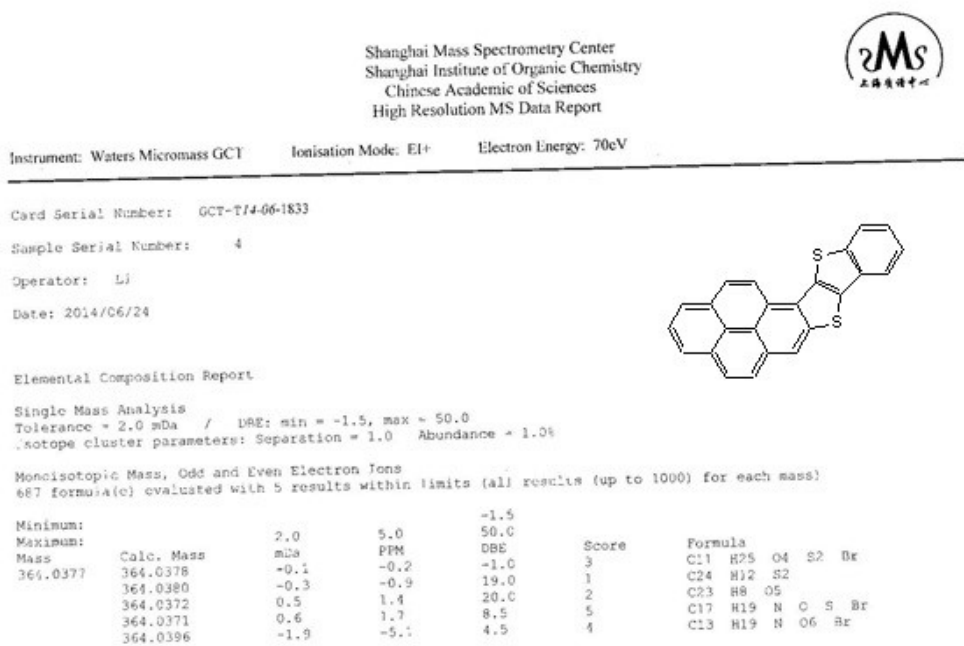 Shanghai Mass Spectrometry Center
Shanghai Institute of Organic Chemistry
Chinese Academic of Sciences
High Resolution MS Data Report
MS
上海质谱中心
Instrument: Waters Micromass GCT Ionisation Mode: EI+ Electron Energy: 70eV
Card Serial Number: GCT-T14-06-1833
Sample Serial Number: 4
Operator: Li
Date: 2014/06/24
S
S
Elemental Composition Report
Single Mass Analysis
Tolerance = 2.0 mDa / DBE: min = -1.5, max = 50.0
Isotope cluster parameters: Separation = 1.0 Abundance = 1.0%
Monoisotopic Mass, Odd and Even Electron Ions
687 formula(e) evaluated with 5 results within limits (all results (up to 1000) for each mass)
Minimum: -1.5
Maximum: 2.0 5.0 50.0
Mass Calc. Mass mDa PPM DBE Score Formula
364.0377 364.0378 -0.1 -0.2 -1.0 3 C11 H25 O4 S2 Br
364.0380 -0.3 -0.9 19.0 1 C24 H12 S2
364.0372 0.5 1.4 20.0 2 C23 H8 O5
364.0371 0.6 1.7 8.5 5 C17 H19 N O S Br
364.0396 -1.9 -5.1 4.5 4 C13 H19 N O6 Br